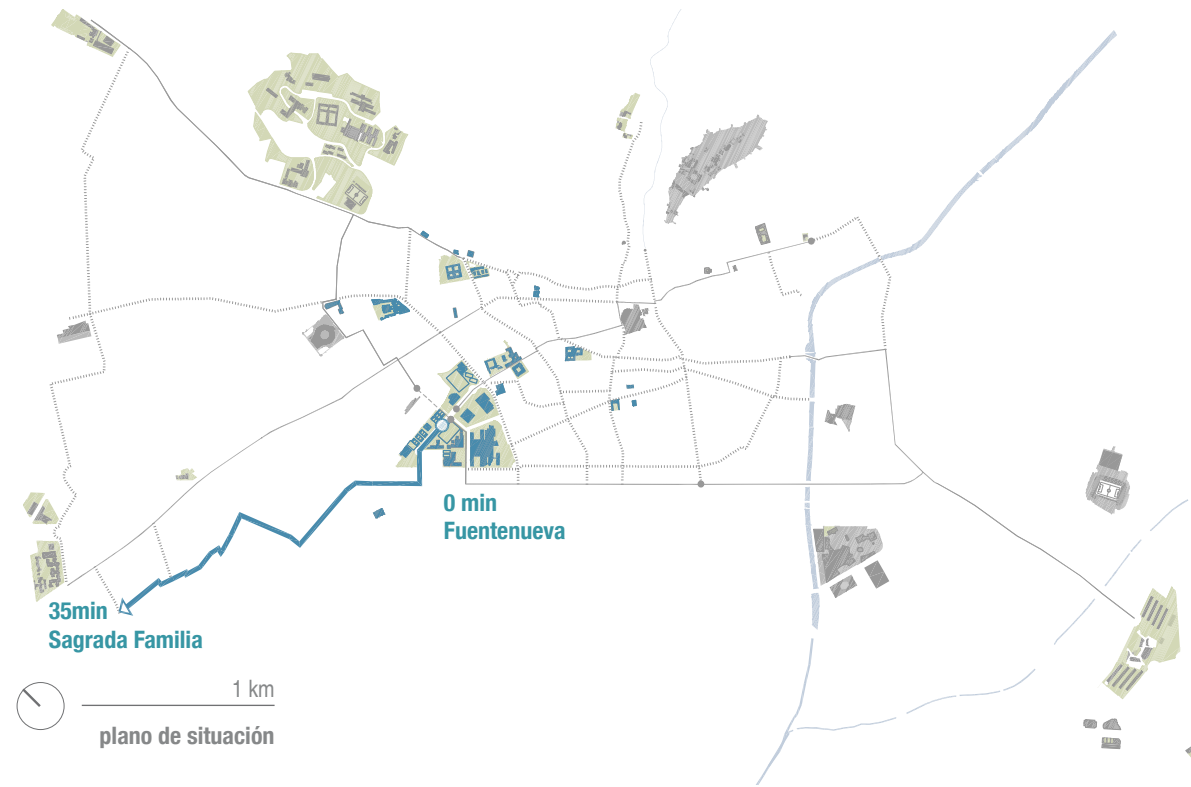 0 min
Fuentenueva
35min
Sagrada Familia
1 km
plano de situación